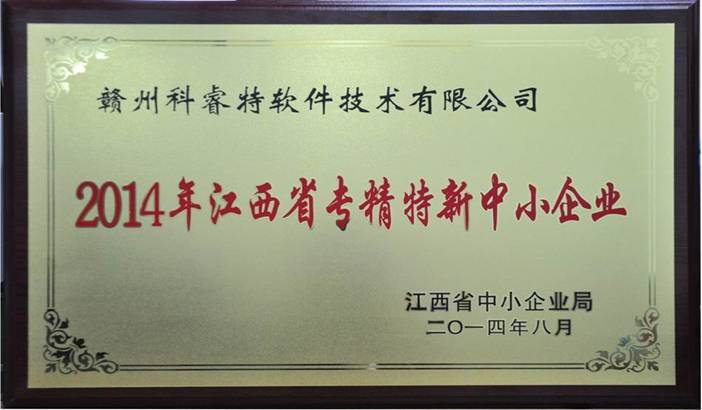 赣州科睿特软件技术有限公司
2014年江西省专精特新中小企业
江西省中小企业局
二〇一四年八月